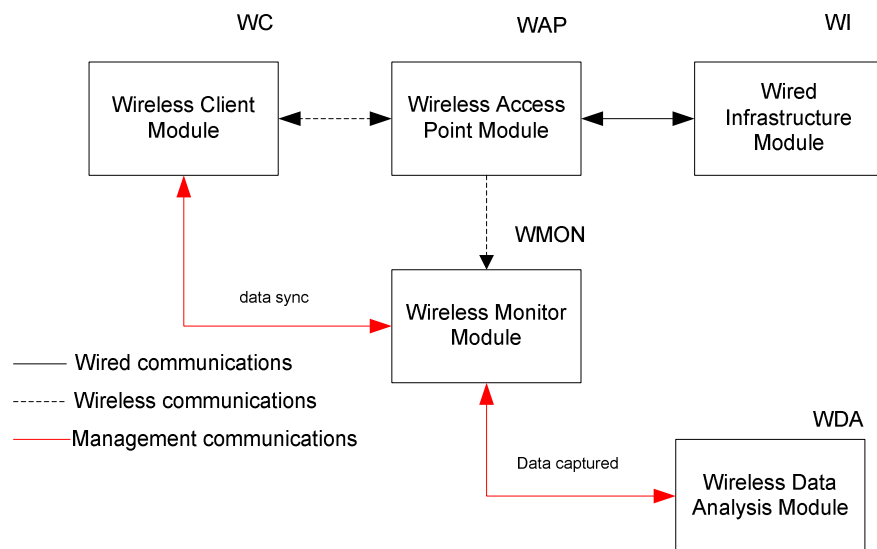 WC
WAP
WI
Wireless Client
Module
Wireless Access
Point Module
Wired
Infrastructure
Module
WMON
data sync
Wireless Monitor
Module
Wired communications
Wireless communications
Management communications
WDA
Data captured
Wireless Data
Analysis Module